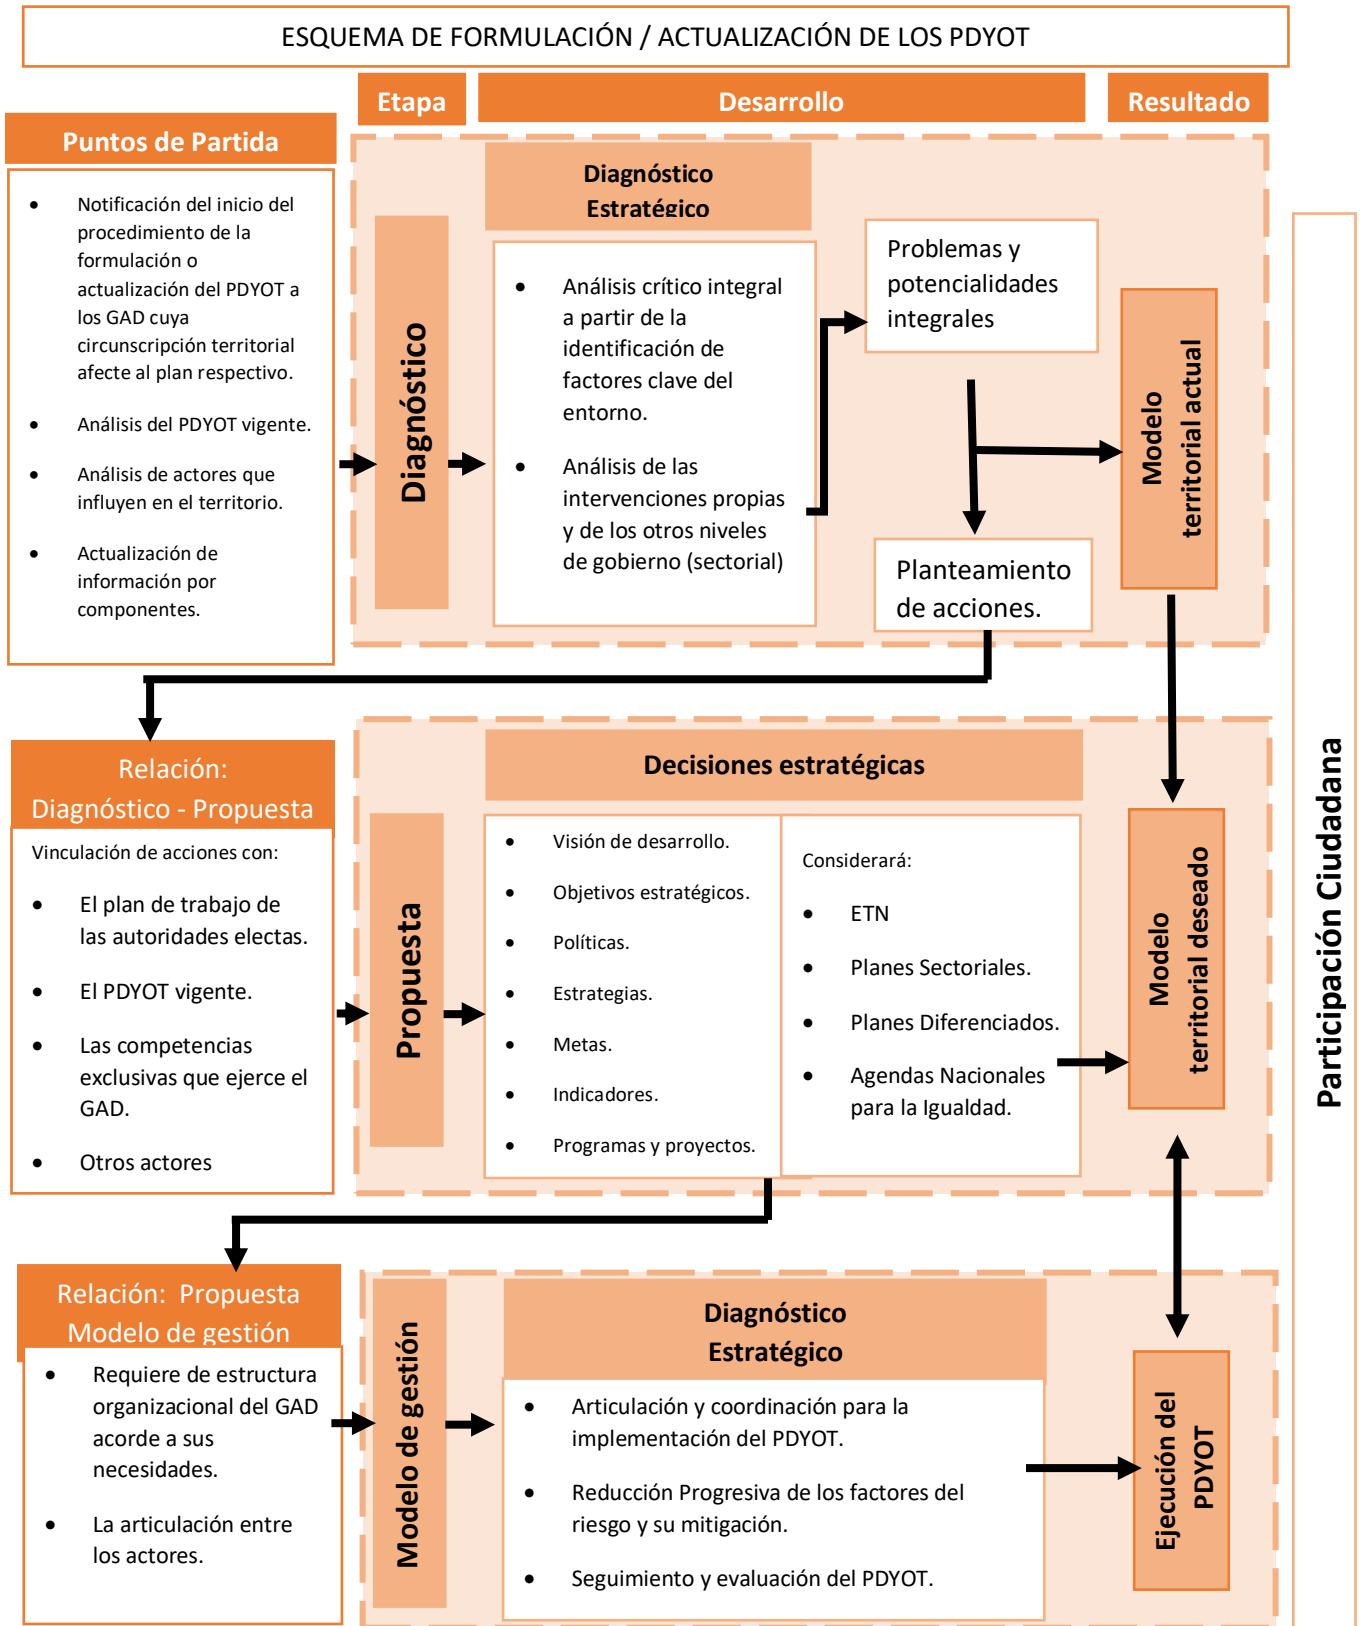 ESQUEMA DE FORMULACIÓN / ACTUALIZACIÓN DE LOS PDYOT
Etapa
Desarrollo
Resultado
Puntos de Partida
Notificación del inicio del
procedimiento de la
formulación o
actualización del PDYOT a
los GAD cuya
circunscripción territorial
afecte al plan respectivo.
Análisis del PDYOT vigente.
Análisis de actores que
influyen en el territorio.
Actualización de
información por
componentes.
Diagnóstico
Diagnóstico
Estratégico
Análisis crítico integral
a partir de la
identificación de
factores clave del
entorno.
Análisis de las
intervenciones propias
y de los otros niveles
de gobierno (sectorial)
Problemas y
potencialidades
integrales
Planteamiento
de acciones.
Modelo
territorial actual
Relación:
Diagnóstico - Propuesta
Vinculación de acciones con:
El plan de trabajo de
las autoridades electas.
El PDYOT vigente.
Las competencias
exclusivas que ejerce el
GAD.
Otros actores
Propuesta
Decisiones estratégicas
Visión de desarrollo.
Objetivos estratégicos.
Políticas.
Estrategias.
Metas.
Indicadores.
Programas y proyectos.
Considerará:
ETN
Planes Sectoriales.
Planes Diferenciados.
Agendas Nacionales
para la Igualdad.
Modelo
territorial deseado
Relación: Propuesta
Modelo de gestión
Requiere de estructura
organizacional del GAD
acorde a sus
necesidades.
La articulación entre
los actores.
Modelo de gestión
Diagnóstico
Estratégico
Articulación y coordinación para la
implementación del PDYOT.
Reducción Progresiva de los factores del
riesgo y su mitigación.
Seguimiento y evaluación del PDYOT.
Ejecución del
PDYOT
Participación Ciudadana